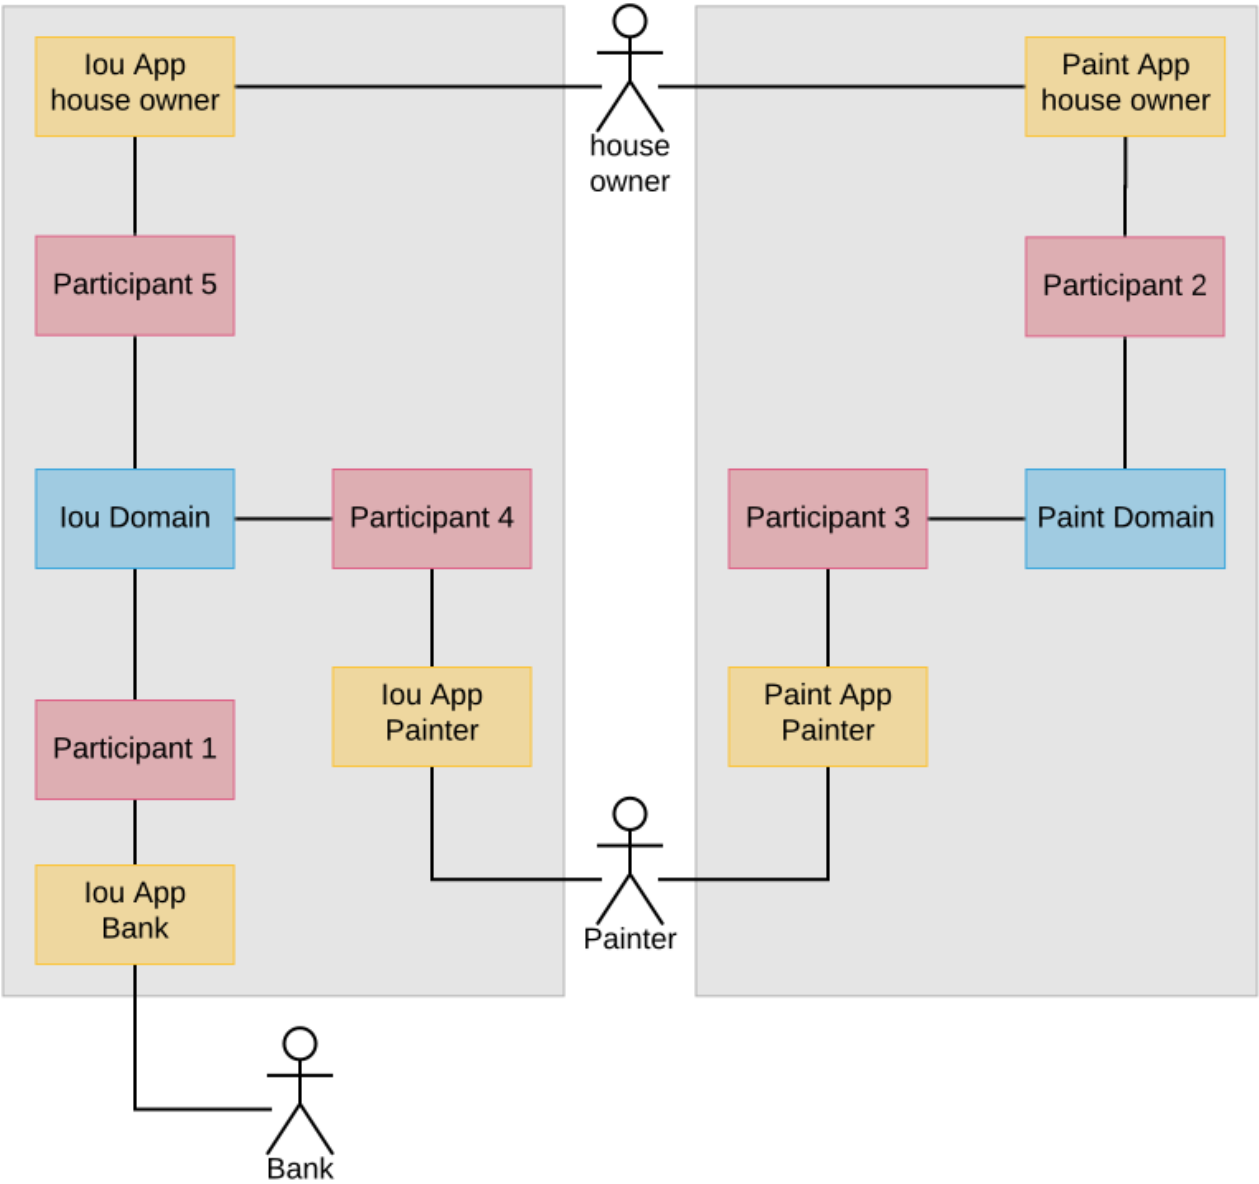 Iou App
house owner
house
owner
Paint App
house owner
Participant 5
Participant 2
Iou Domain
Participant 4
Participant 3
Paint Domain
Participant 1
Iou App
Painter
Paint App
Painter
Iou App
Bank
Painter
Bank